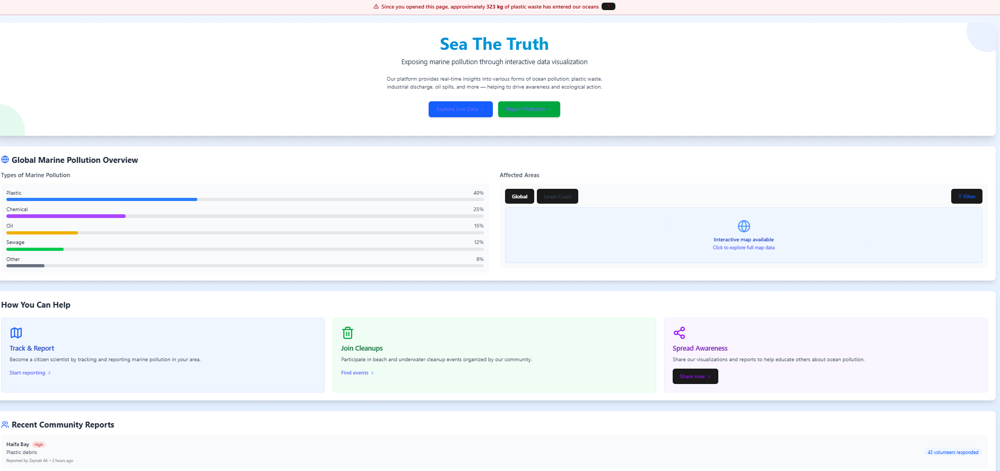 Since you opened this page, approximately 323 kg of plastic waste has entered our oceans
Sea The Truth
Exposing marine pollution through interactive data visualization
Our platform provides real-time insights into various forms of ocean pollution: plastic waste,
industrial discharge, oil spills, and more — helping to drive awareness and ecological action.
Explore Live Data
Report Pollution
Global Marine Pollution Overview
Types of Marine Pollution
Plastic 40%
Chemical 25%
Oil 15%
Sewage 12%
Other 8%
Affected Areas
Global Israel Coast Filter
Interactive map available
Click to explore full map data
How You Can Help
Track & Report
Become a citizen scientist by tracking and reporting marine pollution in your area.
Start reporting
Join Cleanups
Participate in beach and underwater cleanup events organized by our community.
Find events
Spread Awareness
Share our visualizations and reports to help educate others about ocean pollution.
Share now
Recent Community Reports
Haifa Bay High
Plastic debris
Reported by Zaynab Ali. • 2 hours ago
43 volunteers responded